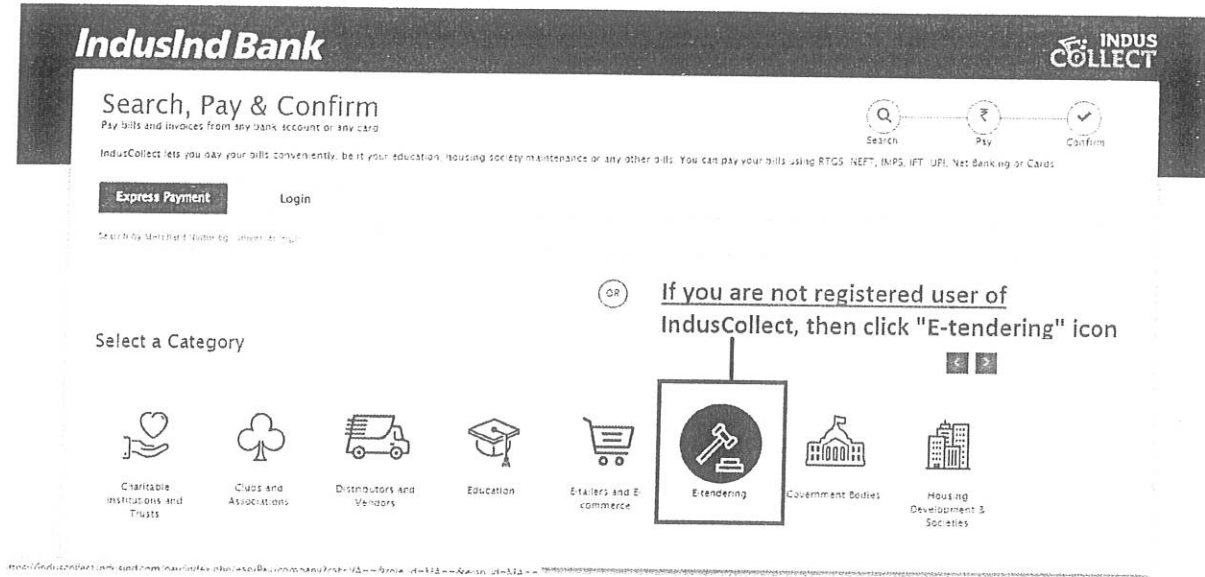 IndusInd Bank
INDUS
COLLECT
Search, Pay & Confirm
Pay bills and invoices from any bank account or any card
Search
Pay
Confirm
IndusCollect lets you pay your bills conveniently, be it your education, housing society maintenance or any other bills. You can pay your bills using RTGS, NEFT, IMPS, IFT, UPI, Net Banking or Cards
Express Payment
Login
Search by Merchant Name
OR
If you are not registered user of
IndusCollect, then click "E-tendering" icon
Select a Category
< >
Charitable
Institutions and
Trusts
Clubs and
Associations
Distributors and
Vendors
Education
E-tailers and E-
commerce
E-tendering
Government Bodies
Housing
Development &
Societies